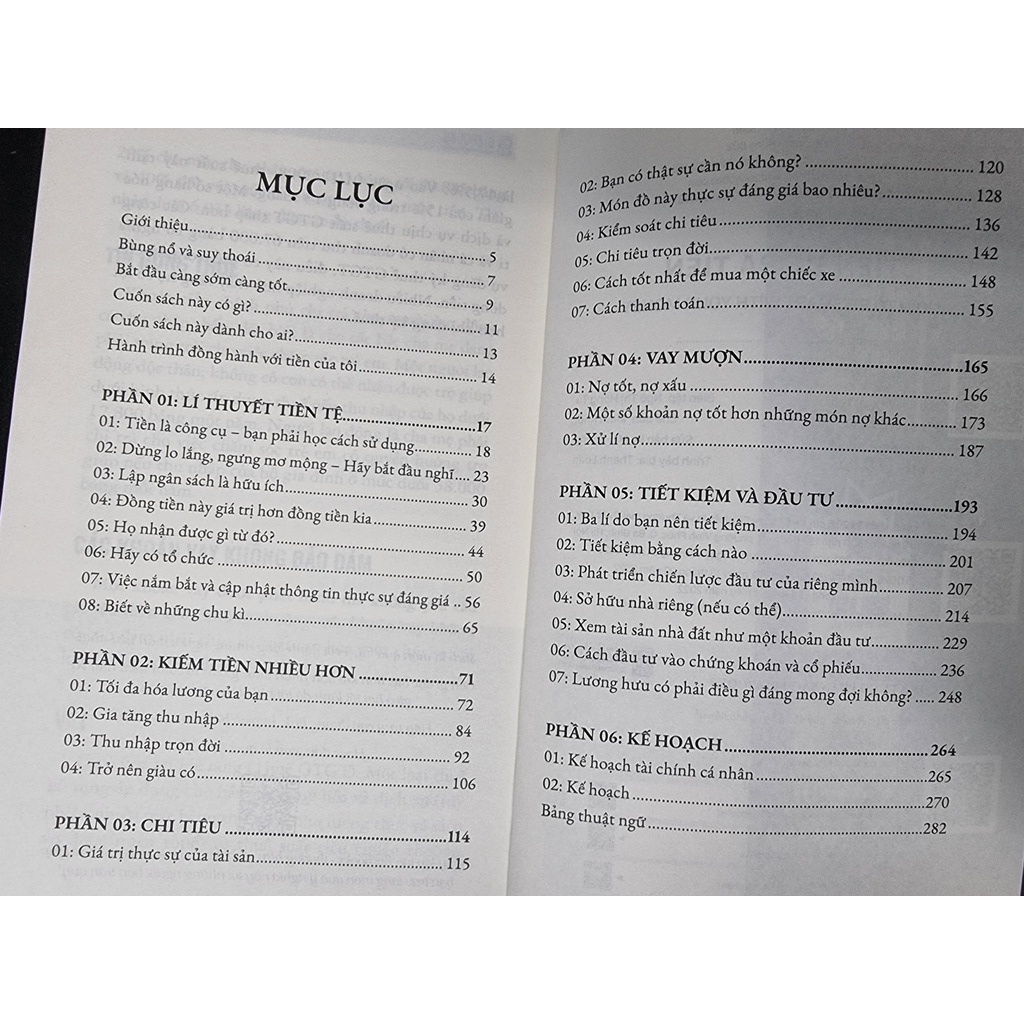 MỤC LỤC
Giới thiệu............ 5
Bùng nổ và suy thoái ............ 7
Bắt đầu càng sớm càng tốt............ 9
Cuốn sách này có gì?............ 11
Cuốn sách này dành cho ai?............ 13
Hành trình đồng hành với tiền của tôi............ 14
PHẦN 01: LÍ THUYẾT TIỀN TỆ............17
01: Tiền là công cụ – bạn phải học cách sử dụng............ 18
02: Dừng lo lắng, ngưng mơ mộng – Hãy bắt đầu nghĩ.... 23
03: Lập ngân sách là hữu ích............ 30
04: Đồng tiền này giá trị hơn đồng tiền kia............ 39
05: Họ nhận được gì từ đó?............ 44
06: Hãy có tổ chức ............ 50
07: Việc nắm bắt và cập nhật thông tin thực sự đáng giá .. 56
08: Biết về những chu kì............ 65
PHẦN 02: KIẾM TIỀN NHIỀU HƠN ............71
01: Tối đa hóa lương của bạn ............ 72
02: Gia tăng thu nhập ............ 84
03: Thu nhập trọn đời ............ 92
04: Trở nên giàu có............ 106
PHẦN 03: CHI TIÊU ............114
01: Giá trị thực sự của tài sản............ 115
02: Bạn có thật sự cần nó không? ............ 120
03: Món đồ này thực sự đáng giá bao nhiêu?............ 128
04: Kiểm soát chi tiêu ............ 136
05: Chi tiêu trọn đời............ 142
06: Cách tốt nhất để mua một chiếc xe ............ 148
07: Cách thanh toán............ 155
PHẦN 04: VAY MƯỢN............165
01: Nợ tốt, nợ xấu ............ 166
02: Một số khoản nợ tốt hơn những món nợ khác............ 173
03: Xử lí nợ............ 187
PHẦN 05: TIẾT KIỆM VÀ ĐẦU TƯ ............193
01: Ba lí do bạn nên tiết kiệm............ 194
02: Tiết kiệm bằng cách nào ............ 201
03: Phát triển chiến lược đầu tư của riêng mình............ 207
04: Sở hữu nhà riêng (nếu có thể)............ 214
05: Xem tài sản nhà đất như một khoản đầu tư............ 229
06: Cách đầu tư vào chứng khoán và cổ phiếu............ 236
07: Lương hưu có phải điều gì đáng mong đợi không? ..... 248
PHẦN 06: KẾ HOẠCH ............264
01: Kế hoạch tài chính cá nhân ............265
02: Kế hoạch............270
Bảng thuật ngữ............282